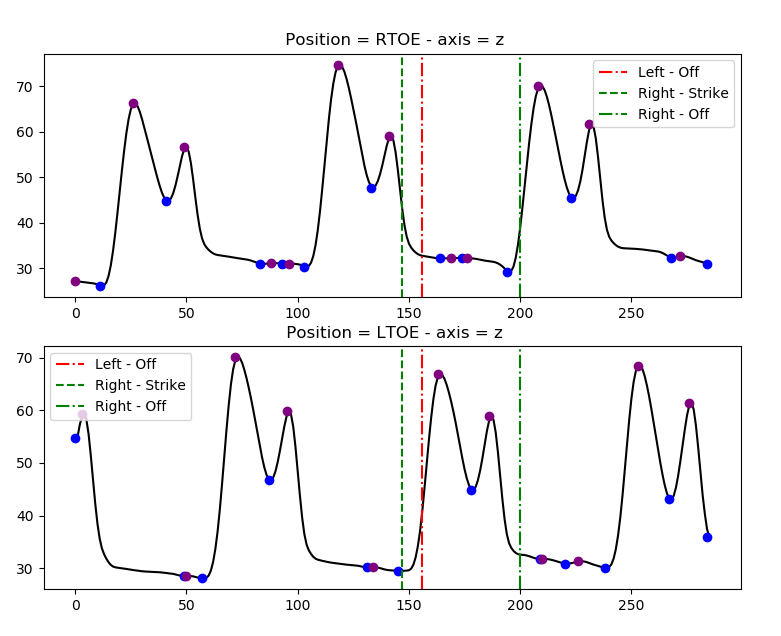 Position = RTOE - axis = z
70
60
50
40
30
Left - Off
Right - Strike
Right - Off
0 50 100 150 200 250
Position = LTOE - axis = z
70
60
50
40
30
Left - Off
Right - Strike
Right - Off
0 50 100 150 200 250